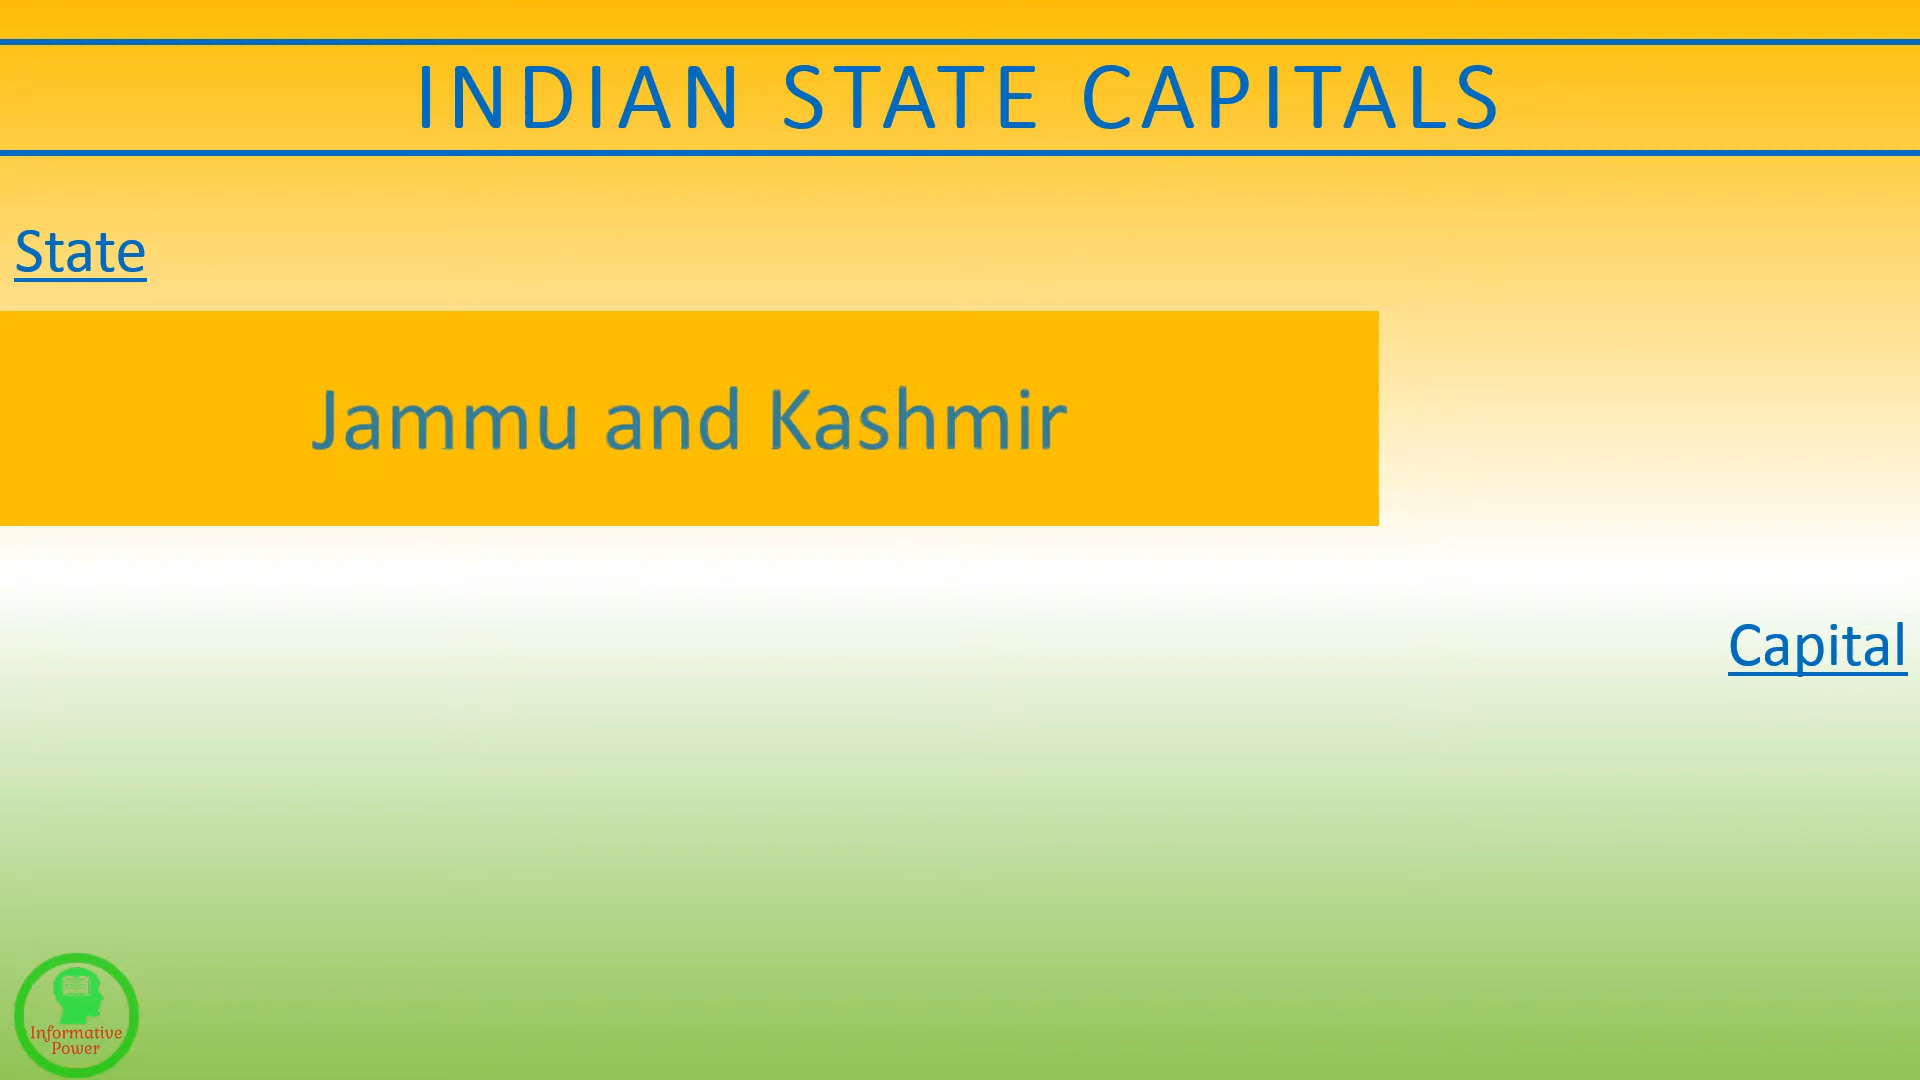 INDIAN STATE CAPITALS
State
Jammu and Kashmir
Capital
Informative
Power